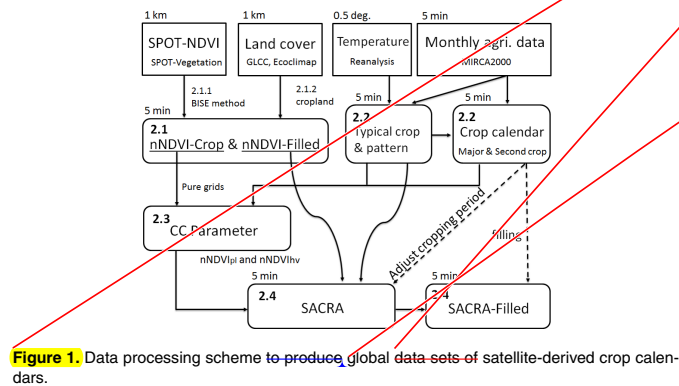 1 km
1 km
0.5 deg.
5 min
SPOT-NDVI
SPOT-Vegetation
Land cover
GLCC, Ecoclimap
Temperature
Reanalysis
Monthly agri. data
MIRCA2000
2.1.1
BISE method
2.1.2
cropland
5 min
5 min
5 min
2.1
nNDVI-Crop & nNDVI-Filled
2.2
Typical crop
& pattern
2.2
Crop calendar
Major & Second crop
Pure grids
2.3
CC Parameter
Adjust cropping period
filling
nNDVIpl and nNDVIhv
5 min
5 min
2.4
SACRA
2.4
SACRA-Filled
Figure 1. Data processing scheme to produce global data sets of satellite-derived crop calen-
dars.